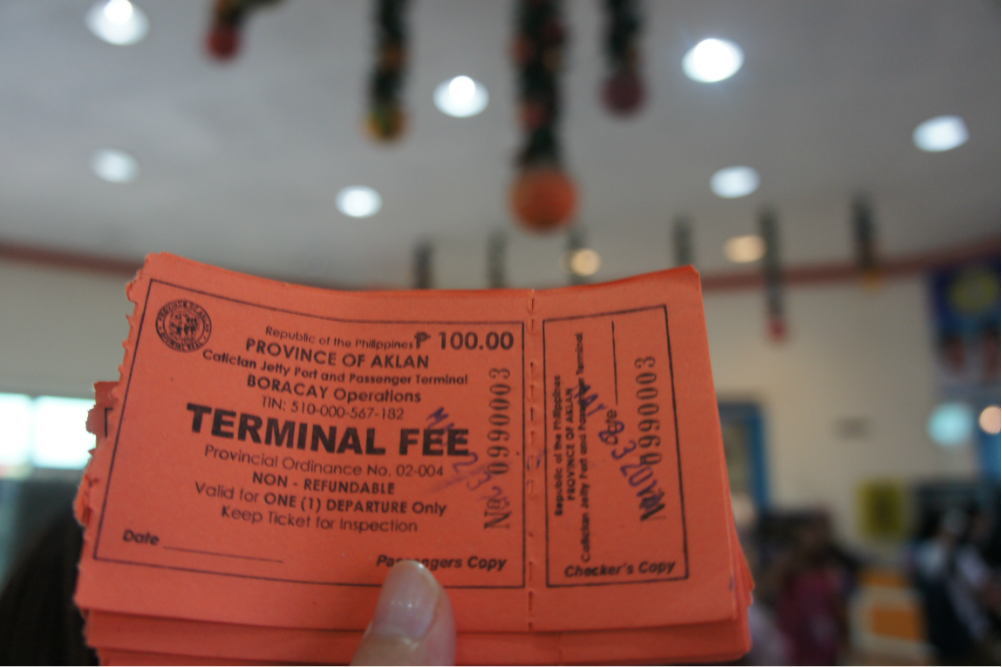 Republic of the Philippines ₱ 100.00
PROVINCE OF AKLAN
Caticlan Jetty Port and Passenger Terminal
BORACAY Operations
TIN: 510-000-567-182
TERMINAL FEE
Provincial Ordinance No. 02-004
NON - REFUNDABLE
Valid for ONE (1) DEPARTURE Only
Keep Ticket for Inspection
Date
Passengers Copy
No. 0990003
Republic of the Philippines
PROVINCE OF AKLAN
Caticlan Jetty Port and Passenger Terminal
Date
No. 0990003
Checker's Copy